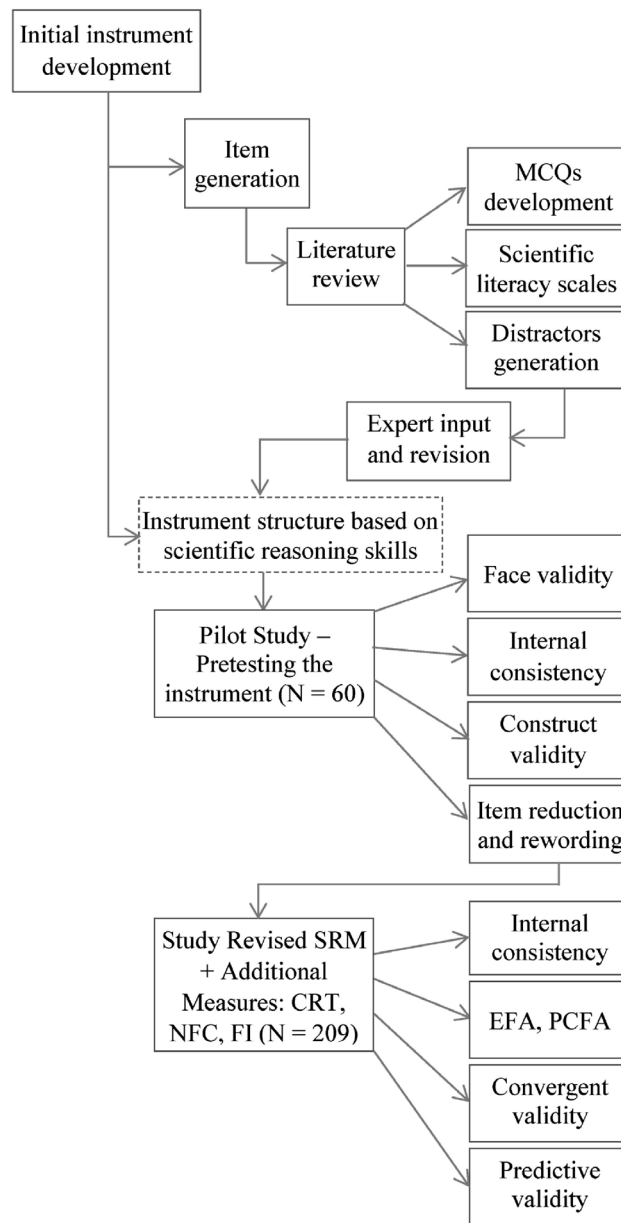 Initial instrument
development
Item
generation
Literature
review
MCQs
development
Scientific
literacy scales
Distractors
generation
Expert input
and revision
Instrument structure based on
scientific reasoning skills
Pilot Study –
Pretesting the
instrument (N = 60)
Face validity
Internal
consistency
Construct
validity
Item reduction
and rewording
Study Revised SRM
+ Additional
Measures: CRT,
NFC, FI (N = 209)
Internal
consistency
EFA, PCFA
Convergent
validity
Predictive
validity